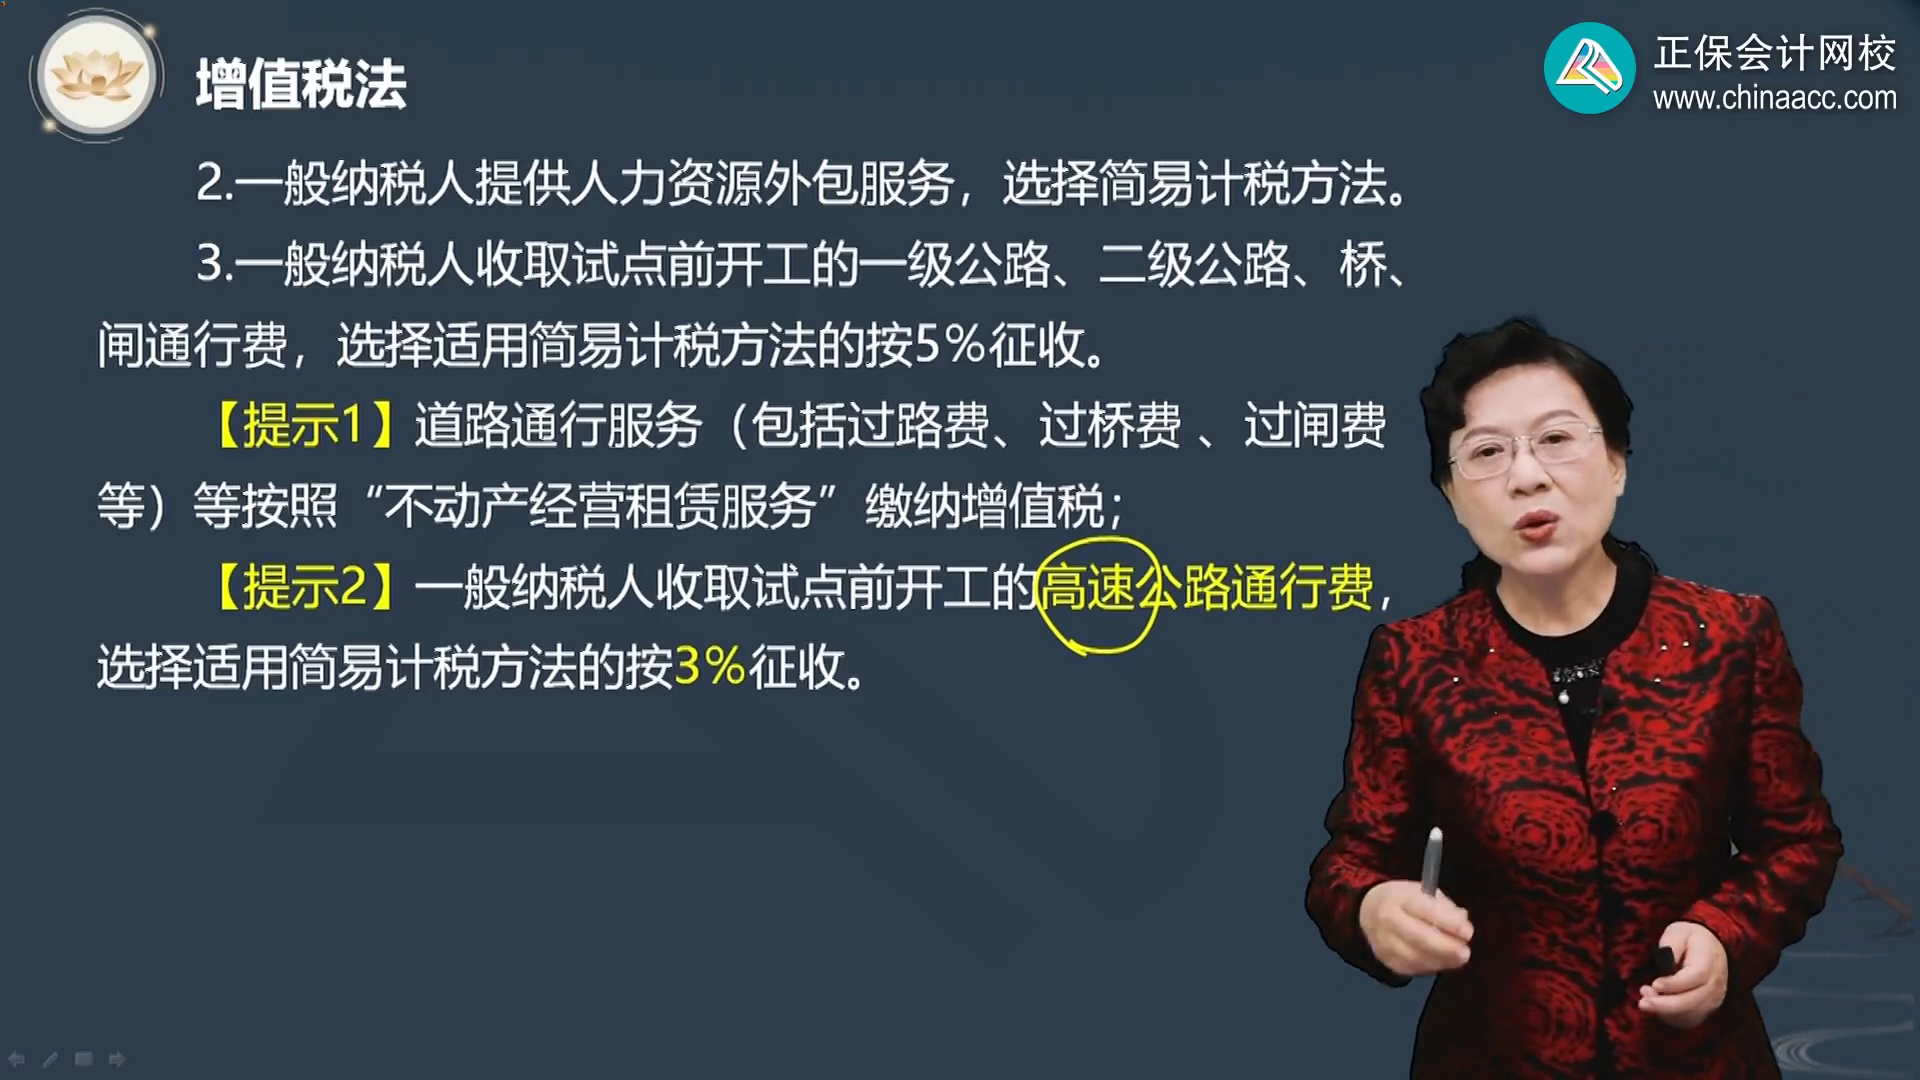 增值税法
正保会计网校
www.chinaacc.com
2.一般纳税人提供人力资源外包服务，选择简易计税方法。
3.一般纳税人收取试点前开工的一级公路、二级公路、桥、
闸通行费，选择适用简易计税方法的按5%征收。
【提示1】道路通行服务（包括过路费、过桥费 、过闸费
等）等按照“不动产经营租赁服务”缴纳增值税；
【提示2】一般纳税人收取试点前开工的高速公路通行费，
选择适用简易计税方法的按3%征收。